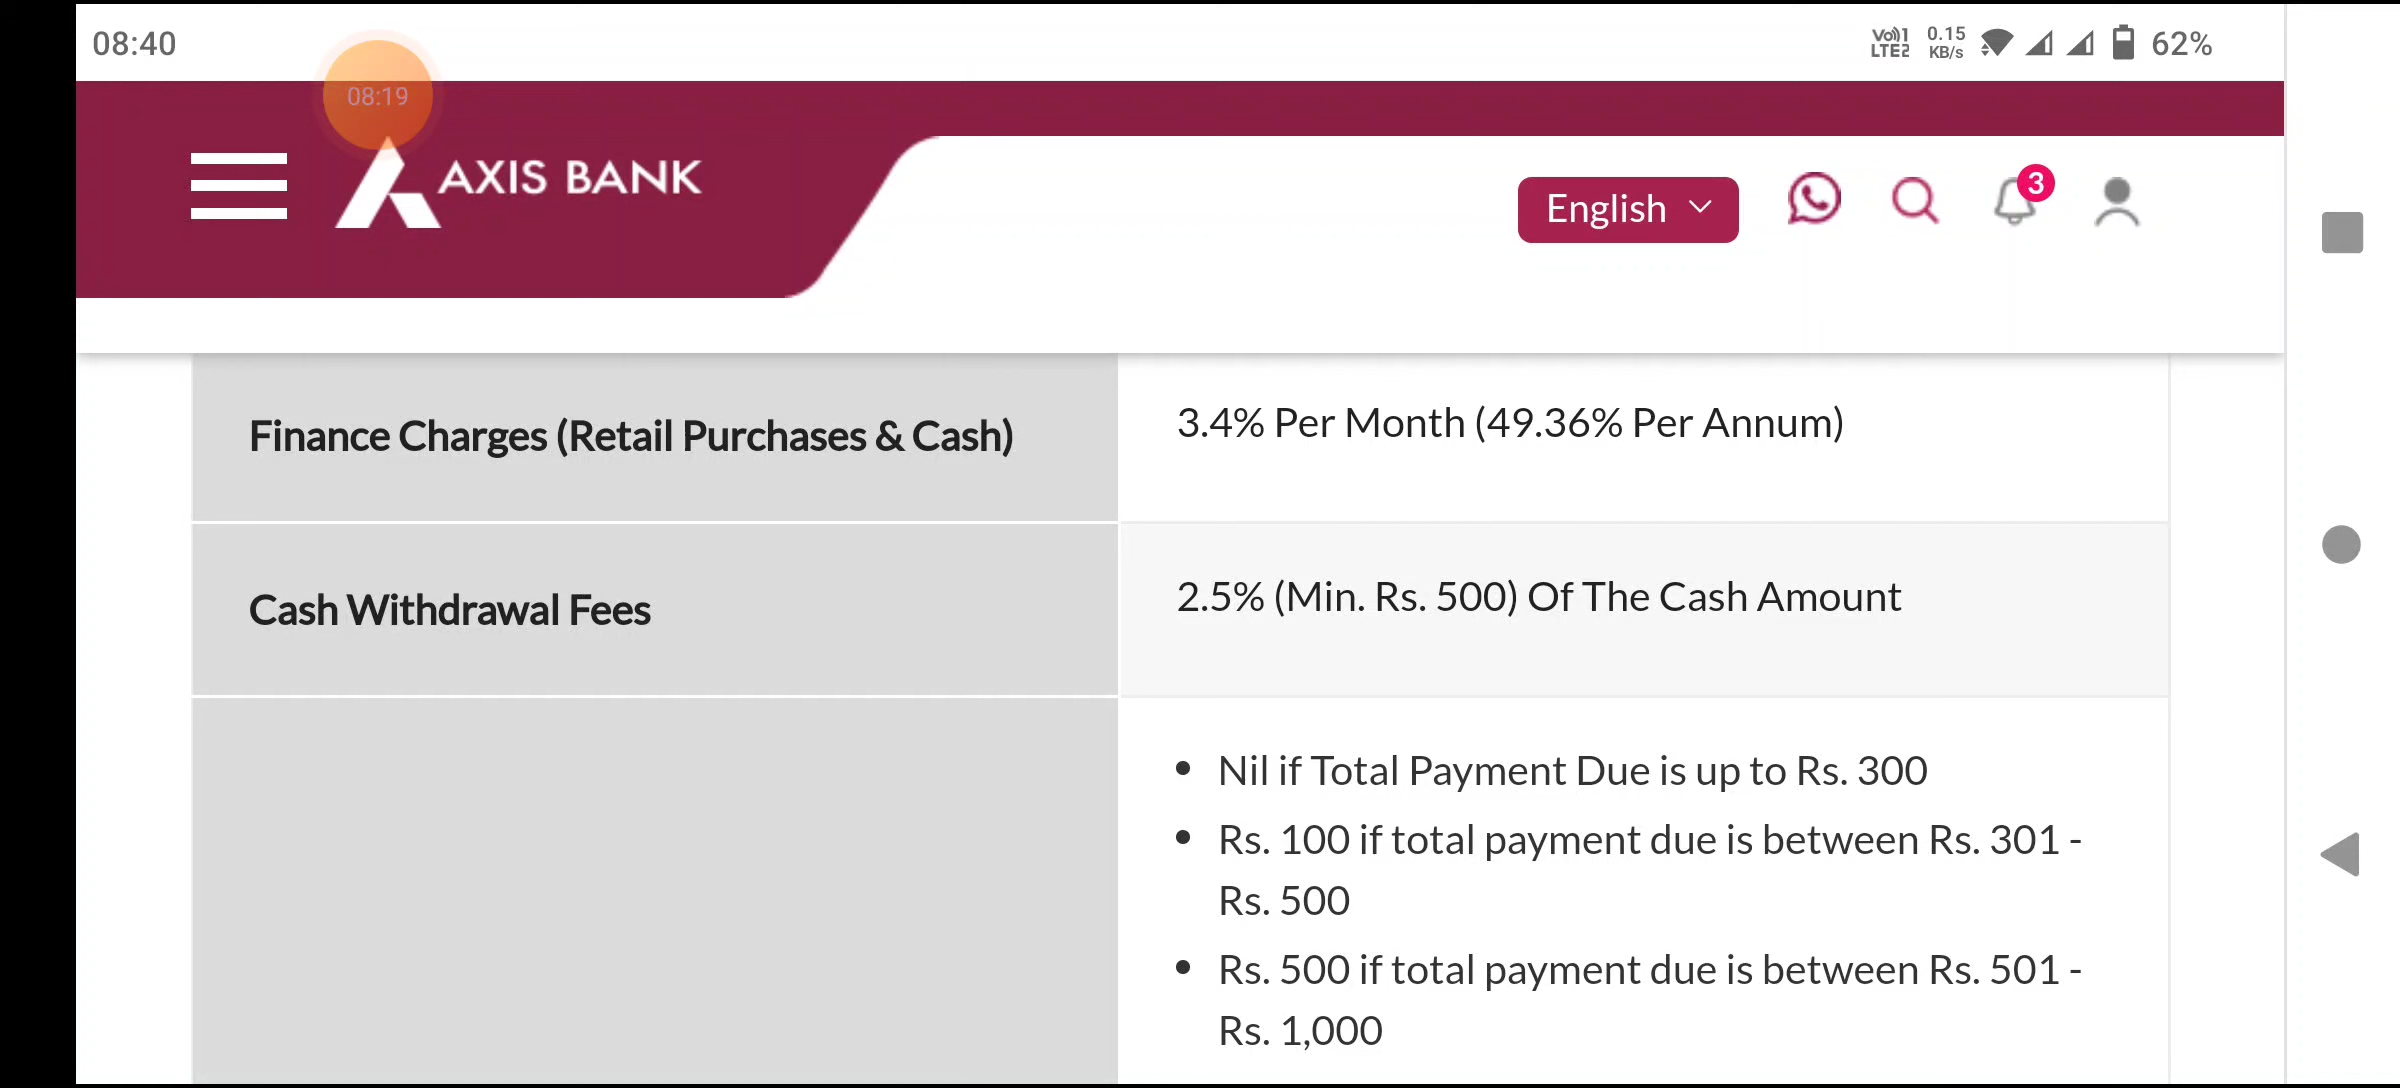 08:40
Vo)) 1
LTE2
0.15
KB/s
62%
08:19
AXIS BANK
English
3
Finance Charges (Retail Purchases & Cash)
3.4% Per Month (49.36% Per Annum)
Cash Withdrawal Fees
2.5% (Min. Rs. 500) Of The Cash Amount
• Nil if Total Payment Due is up to Rs. 300
• Rs. 100 if total payment due is between Rs. 301 -
Rs. 500
• Rs. 500 if total payment due is between Rs. 501 -
Rs. 1,000